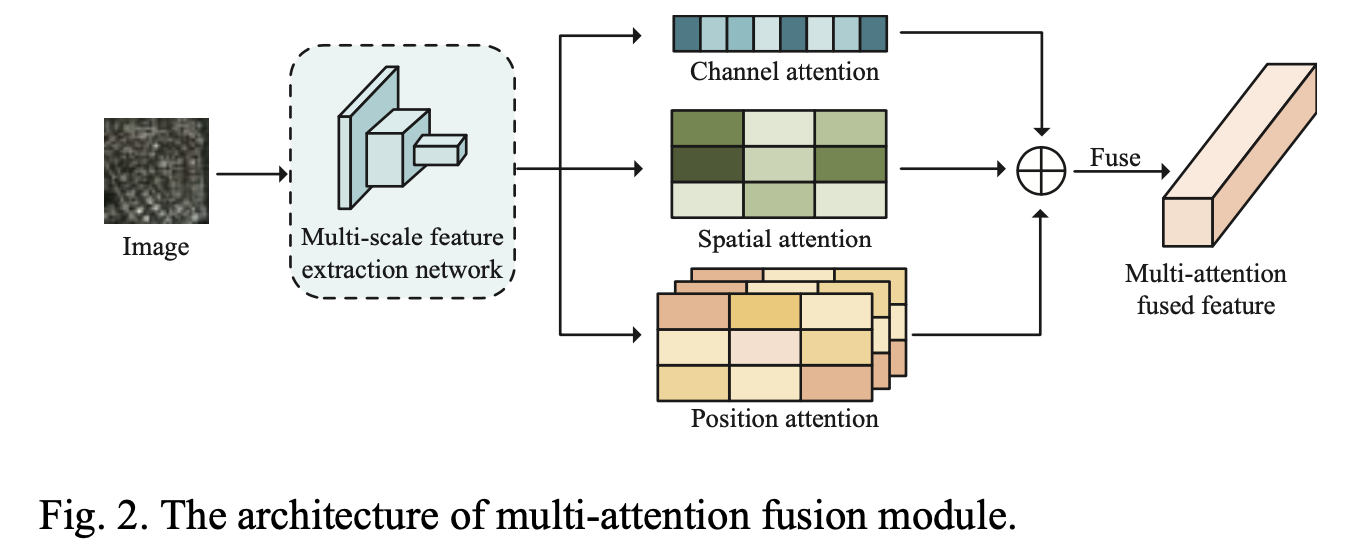 Image
Multi-scale feature
extraction network
Channel attention
Spatial attention
Position attention
Fuse
Multi-attention
fused feature
Fig. 2. The architecture of multi-attention fusion module.